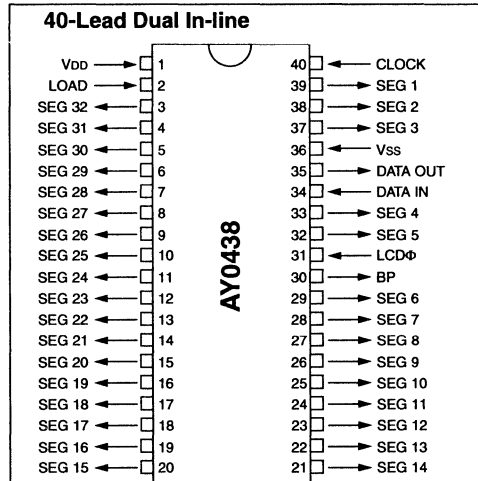 40-Lead Dual In-line
VDD 1 40 CLOCK
LOAD 2 39 SEG 1
SEG 32 3 38 SEG 2
SEG 31 4 37 SEG 3
SEG 30 5 36 VSS
SEG 29 6 35 DATA OUT
SEG 28 7 34 DATA IN
SEG 27 8 33 SEG 4
SEG 26 9 32 SEG 5
SEG 25 10 31 LCDΦ
SEG 24 11 30 BP
SEG 23 12 29 SEG 6
SEG 22 13 28 SEG 7
SEG 21 14 27 SEG 8
SEG 20 15 26 SEG 9
SEG 19 16 25 SEG 10
SEG 18 17 24 SEG 11
SEG 17 18 23 SEG 12
SEG 16 19 22 SEG 13
SEG 15 20 21 SEG 14
AY0438